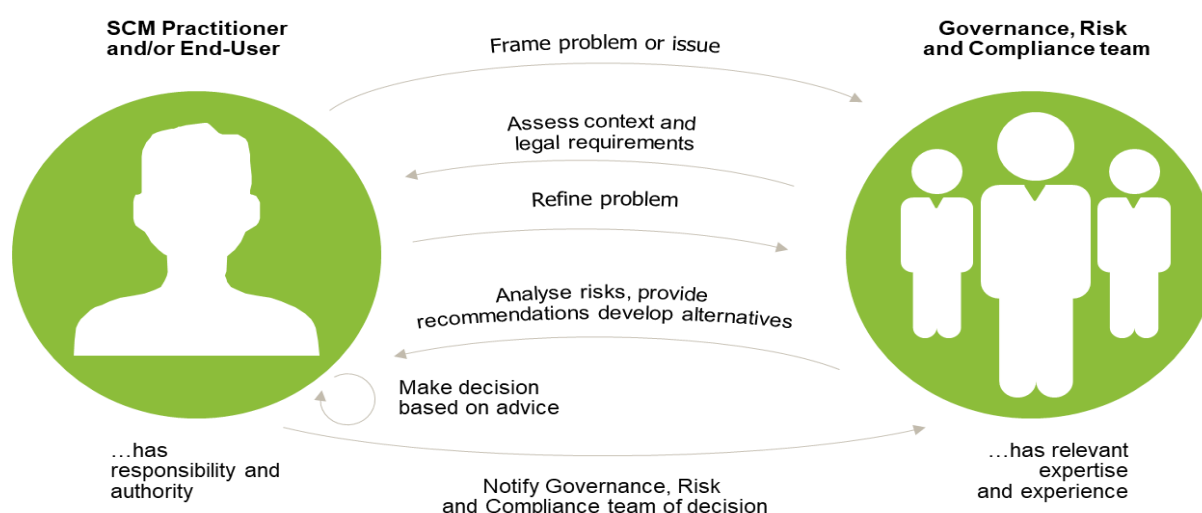 SCM Practitioner
and/or End-User
Governance, Risk
and Compliance team
Frame problem or issue
Assess context and
legal requirements
Refine problem
Analyse risks, provide
recommendations develop alternatives
Make decision
based on advice
…has
responsibility and
authority
Notify Governance, Risk
and Compliance team of decision
…has relevant
expertise
and experience